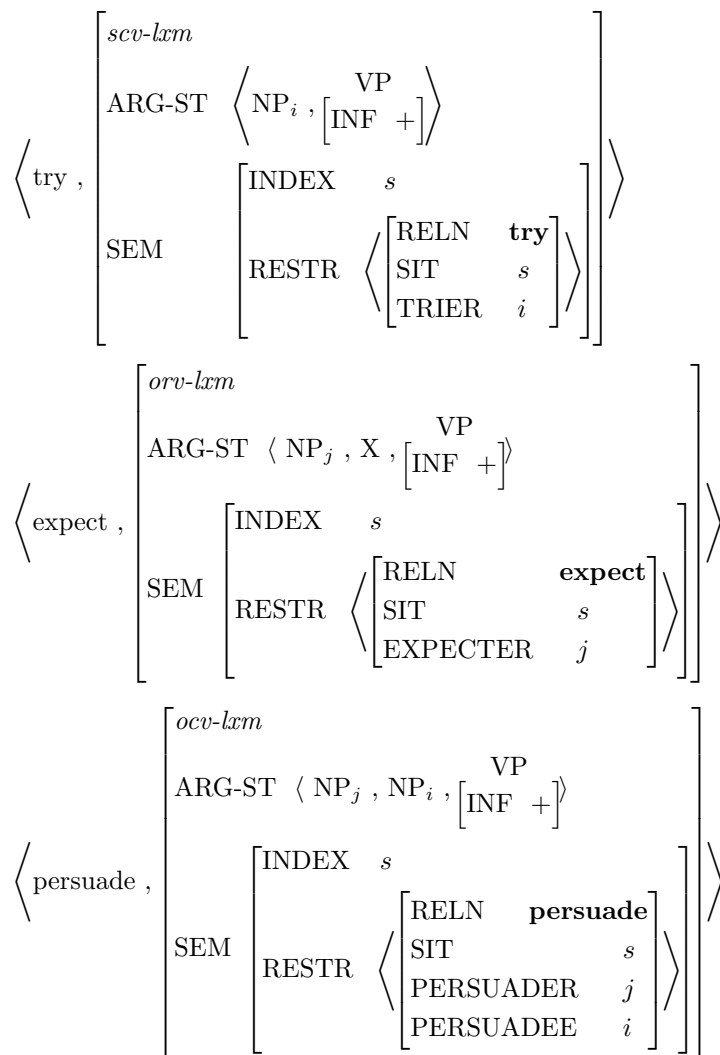 scv-lxm
VP
ARG-ST ⟨ NP_i , [INF +] ⟩
⟨ try ,
INDEX s
SEM
RELN try
RESTR ⟨ SIT s ⟩
TRIER i
orv-lxm
VP
ARG-ST ⟨ NP_j , X , [INF +] ⟩
⟨ expect ,
INDEX s
SEM
RELN expect
RESTR ⟨ SIT s ⟩
EXPECTER j
ocv-lxm
VP
ARG-ST ⟨ NP_j , NP_i , [INF +] ⟩
⟨ persuade ,
INDEX s
SEM
RELN persuade
SIT s
RESTR
PERSUADER j
PERSUADEE i